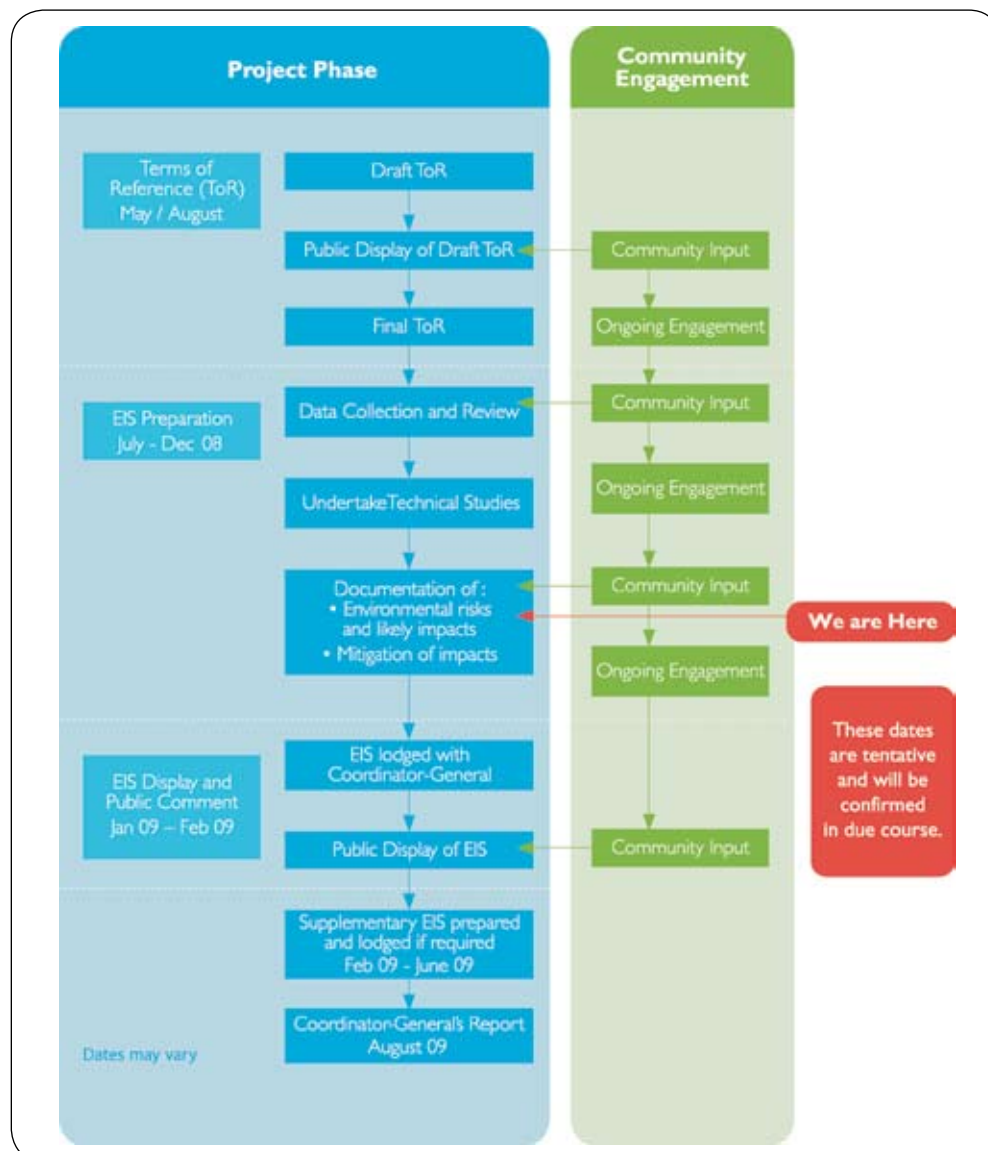 Project Phase
Community
Engagement
Terms of
Reference (ToR)
May / August
Draft ToR
Public Display of Draft ToR
Community Input
Final ToR
Ongoing Engagement
EIS Preparation
July - Dec 08
Data Collection and Review
Community Input
UndertakeTechnical Studies
Ongoing Engagement
Documentation of :
• Environmental risks
and likely impacts
• Mitigation of impacts
Community Input
We are Here
Ongoing Engagement
These dates
are tentative
and will be
confirmed
in due course.
EIS Display and
Public Comment
Jan 09 – Feb 09
EIS lodged with
Coordinator-General
Public Display of EIS
Community Input
Supplementary EIS prepared
and lodged if required
Feb 09 - June 09
Coordinator-General's Report
August 09
Dates may vary